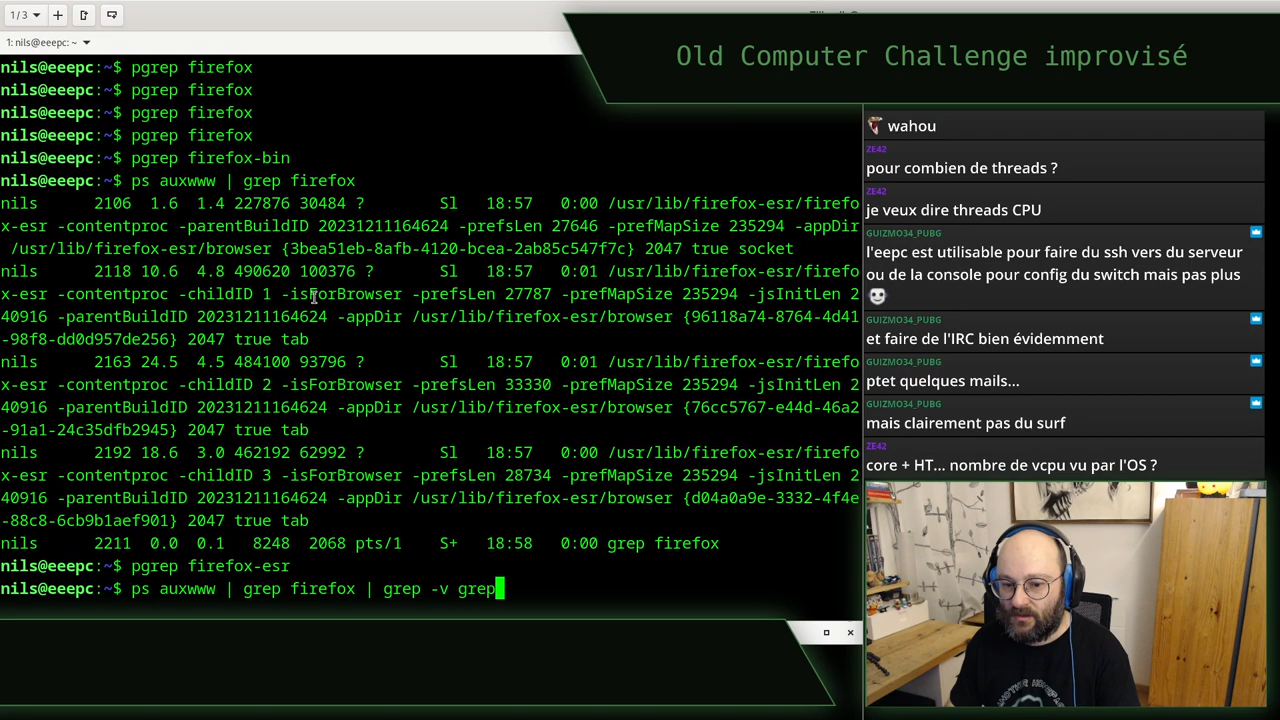 1/3
1: nils@eeepc: ~
Old Computer Challenge improvisé
nils@eeepc:~$ pgrep firefox
nils@eeepc:~$ pgrep firefox
nils@eeepc:~$ pgrep firefox
nils@eeepc:~$ pgrep firefox
nils@eeepc:~$ pgrep firefox-bin
nils@eeepc:~$ ps auxwww | grep firefox
nils      2106  1.6  1.4 227876 30484 ?        Sl   18:57   0:00 /usr/lib/firefox-esr/firefo
x-esr -contentproc -parentBuildID 20231211164624 -prefsLen 27646 -prefMapSize 235294 -appDir
 /usr/lib/firefox-esr/browser {3bea51eb-8afb-4120-bcea-2ab85c547f7c} 2047 true socket
nils      2118 10.6  4.8 490620 100376 ?       Sl   18:57   0:01 /usr/lib/firefox-esr/firefo
x-esr -contentproc -childID 1 -isForBrowser -prefsLen 27787 -prefMapSize 235294 -jsInitLen 2
40916 -parentBuildID 20231211164624 -appDir /usr/lib/firefox-esr/browser {96118a74-8764-4d41
-98f8-dd0d957de256} 2047 true tab
nils      2163 24.5  4.5 484100 93796 ?        Sl   18:57   0:01 /usr/lib/firefox-esr/firefo
x-esr -contentproc -childID 2 -isForBrowser -prefsLen 33330 -prefMapSize 235294 -jsInitLen 2
40916 -parentBuildID 20231211164624 -appDir /usr/lib/firefox-esr/browser {76cc5767-e44d-46a2
-91a1-24c35dfb2945} 2047 true tab
nils      2192 18.6  3.0 462192 62992 ?        Sl   18:57   0:00 /usr/lib/firefox-esr/firefo
x-esr -contentproc -childID 3 -isForBrowser -prefsLen 28734 -prefMapSize 235294 -jsInitLen 2
40916 -parentBuildID 20231211164624 -appDir /usr/lib/firefox-esr/browser {d04a0a9e-3332-4f4e
-88c8-6cb9b1aef901} 2047 true tab
nils      2211  0.0  0.1   8248  2068 pts/1    S+   18:58   0:00 grep firefox
nils@eeepc:~$ pgrep firefox-esr
nils@eeepc:~$ ps auxwww | grep firefox | grep -v grep
wahou
ZE42
pour combien de threads ?
ZE42
je veux dire threads CPU
GUIZMO34_PUBG
l'eepc est utilisable pour faire du ssh vers du serveur
ou de la console pour config du switch mais pas plus
GUIZMO34_PUBG
et faire de l'IRC bien évidemment
GUIZMO34_PUBG
ptet quelques mails...
GUIZMO34_PUBG
mais clairement pas du surf
ZE42
core + HT... nombre de vcpu vu par l'OS ?